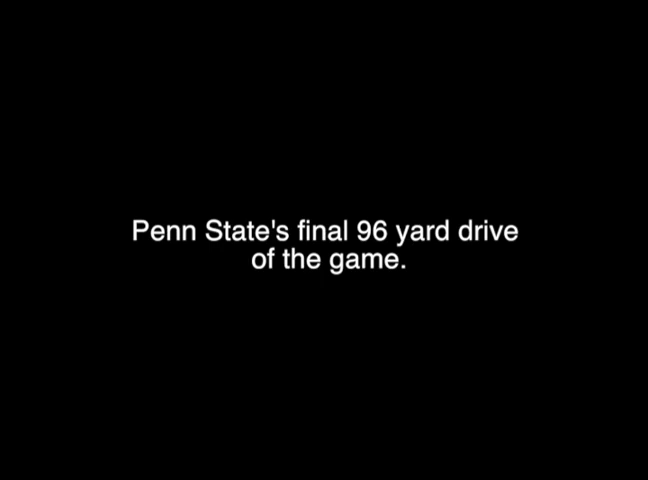 Penn State's final 96 yard drive
of the game.